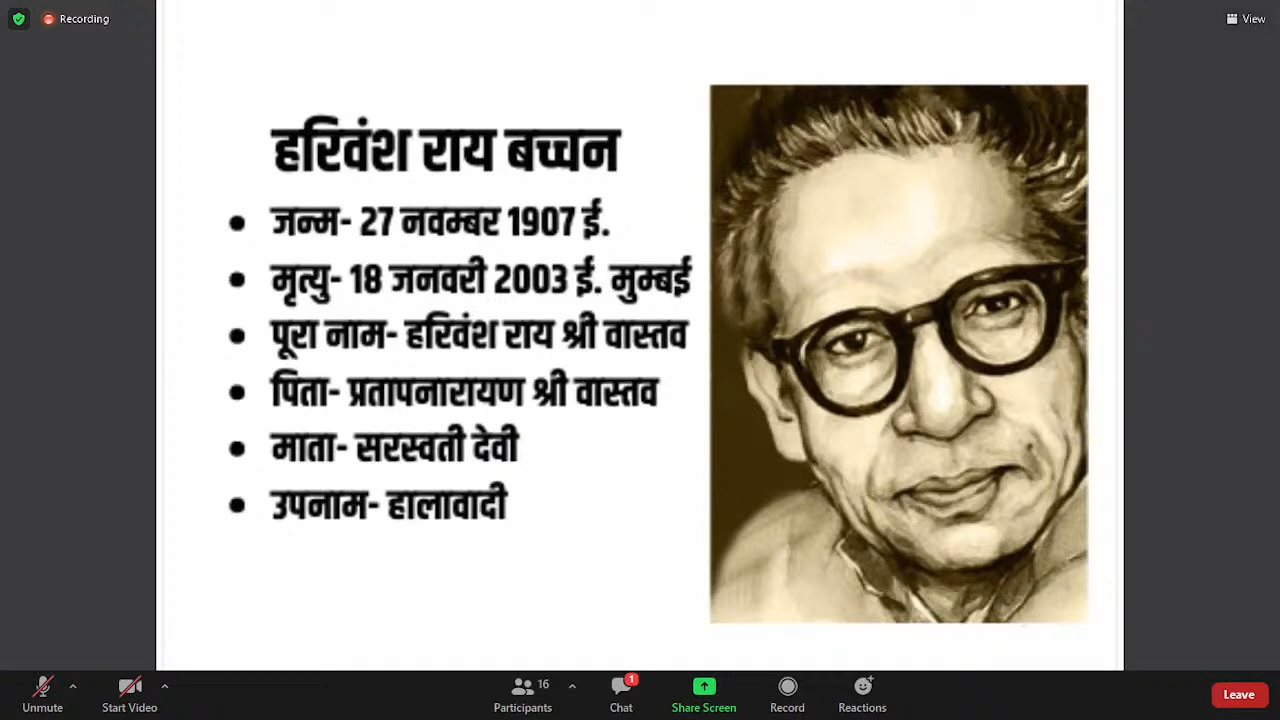 Recording
View
हरिवंश राय बच्चन
जन्म- 27 नवम्बर 1907 ई.
मृत्यु- 18 जनवरी 2003 ई. मुम्बई
पूरा नाम- हरिवंश राय श्री वास्तव
पिता- प्रतापनारायण श्री वास्तव
माता- सरस्वती देवी
उपनाम- हालावादी
16
1
Unmute
Start Video
Participants
Chat
Share Screen
Record
Reactions
Leave